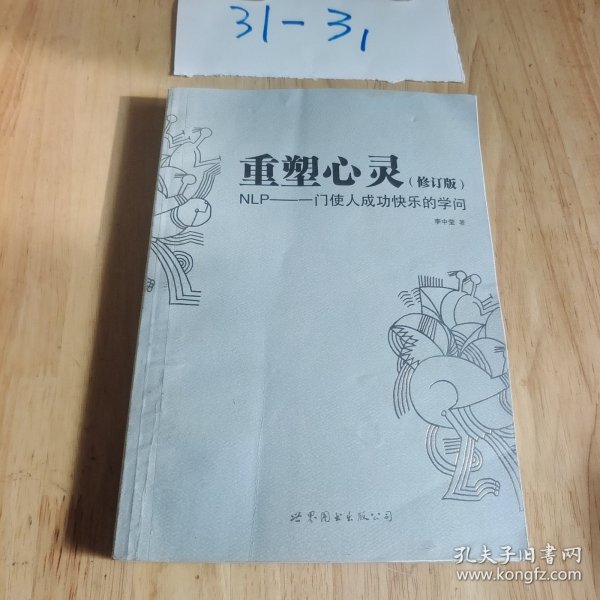 31-31
重塑心灵(修订版)
NLP——一门使人成功快乐的学问
李中莹 著
世界图书出版公司
孔夫子旧书网
www.kongfz.com